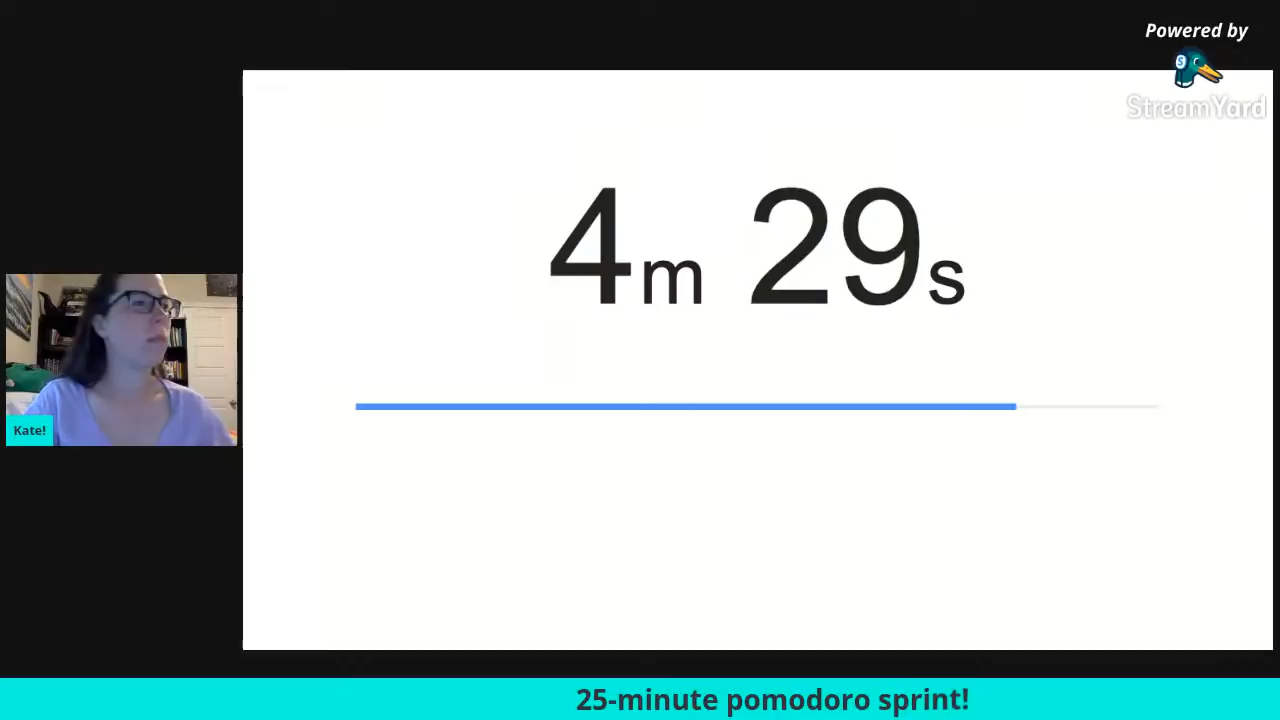 Powered by
StreamYard
4m 29s
Kate!
25-minute pomodoro sprint!